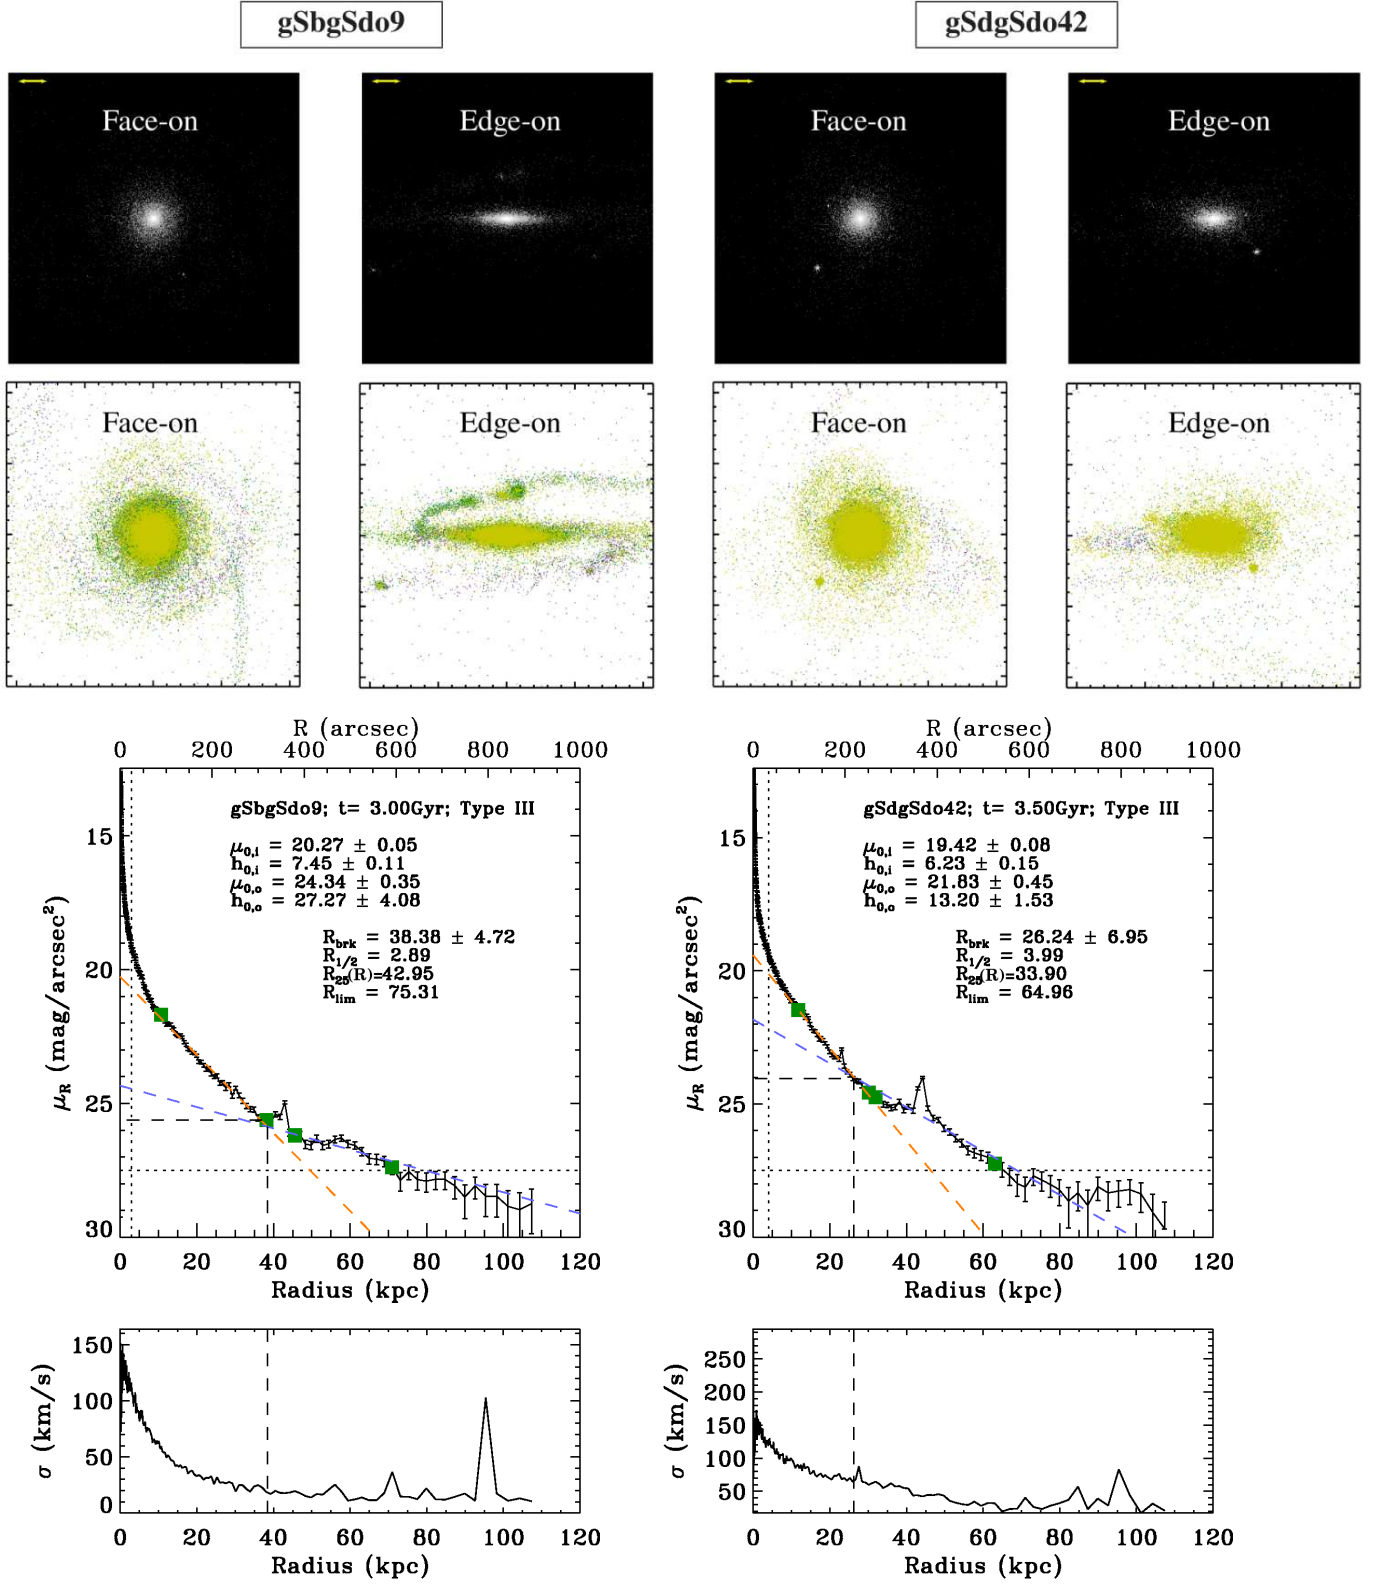 gSbgSdo9
gSdgSdo42
Face-on
Edge-on
Face-on
Edge-on
Face-on
Edge-on
Face-on
Edge-on
R (arcsec)
0 200 400 600 800 1000
gSbgSdo9; t= 3.00Gyr; Type III
μ0,i = 20.27 ± 0.05
h0,i = 7.45 ± 0.11
μ0,o = 24.34 ± 0.35
h0,o = 27.27 ± 4.08
Rbrk = 38.38 ± 4.72
R1/2 = 2.89
R25(R)=42.95
Rlim = 75.31
μR (mag/arcsec²)
15
20
25
30
0 20 40 60 80 100 120
Radius (kpc)
R (arcsec)
0 200 400 600 800 1000
gSdgSdo42; t= 3.50Gyr; Type III
μ0,i = 19.42 ± 0.08
h0,i = 6.23 ± 0.15
μ0,o = 21.83 ± 0.45
h0,o = 13.20 ± 1.53
Rbrk = 26.24 ± 6.95
R1/2 = 3.99
R25(R)=33.90
Rlim = 64.96
μR (mag/arcsec²)
15
20
25
30
0 20 40 60 80 100 120
Radius (kpc)
σ (km/s)
150
100
50
0
0 20 40 60 80 100 120
Radius (kpc)
σ (km/s)
250
200
150
100
50
0 20 40 60 80 100 120
Radius (kpc)